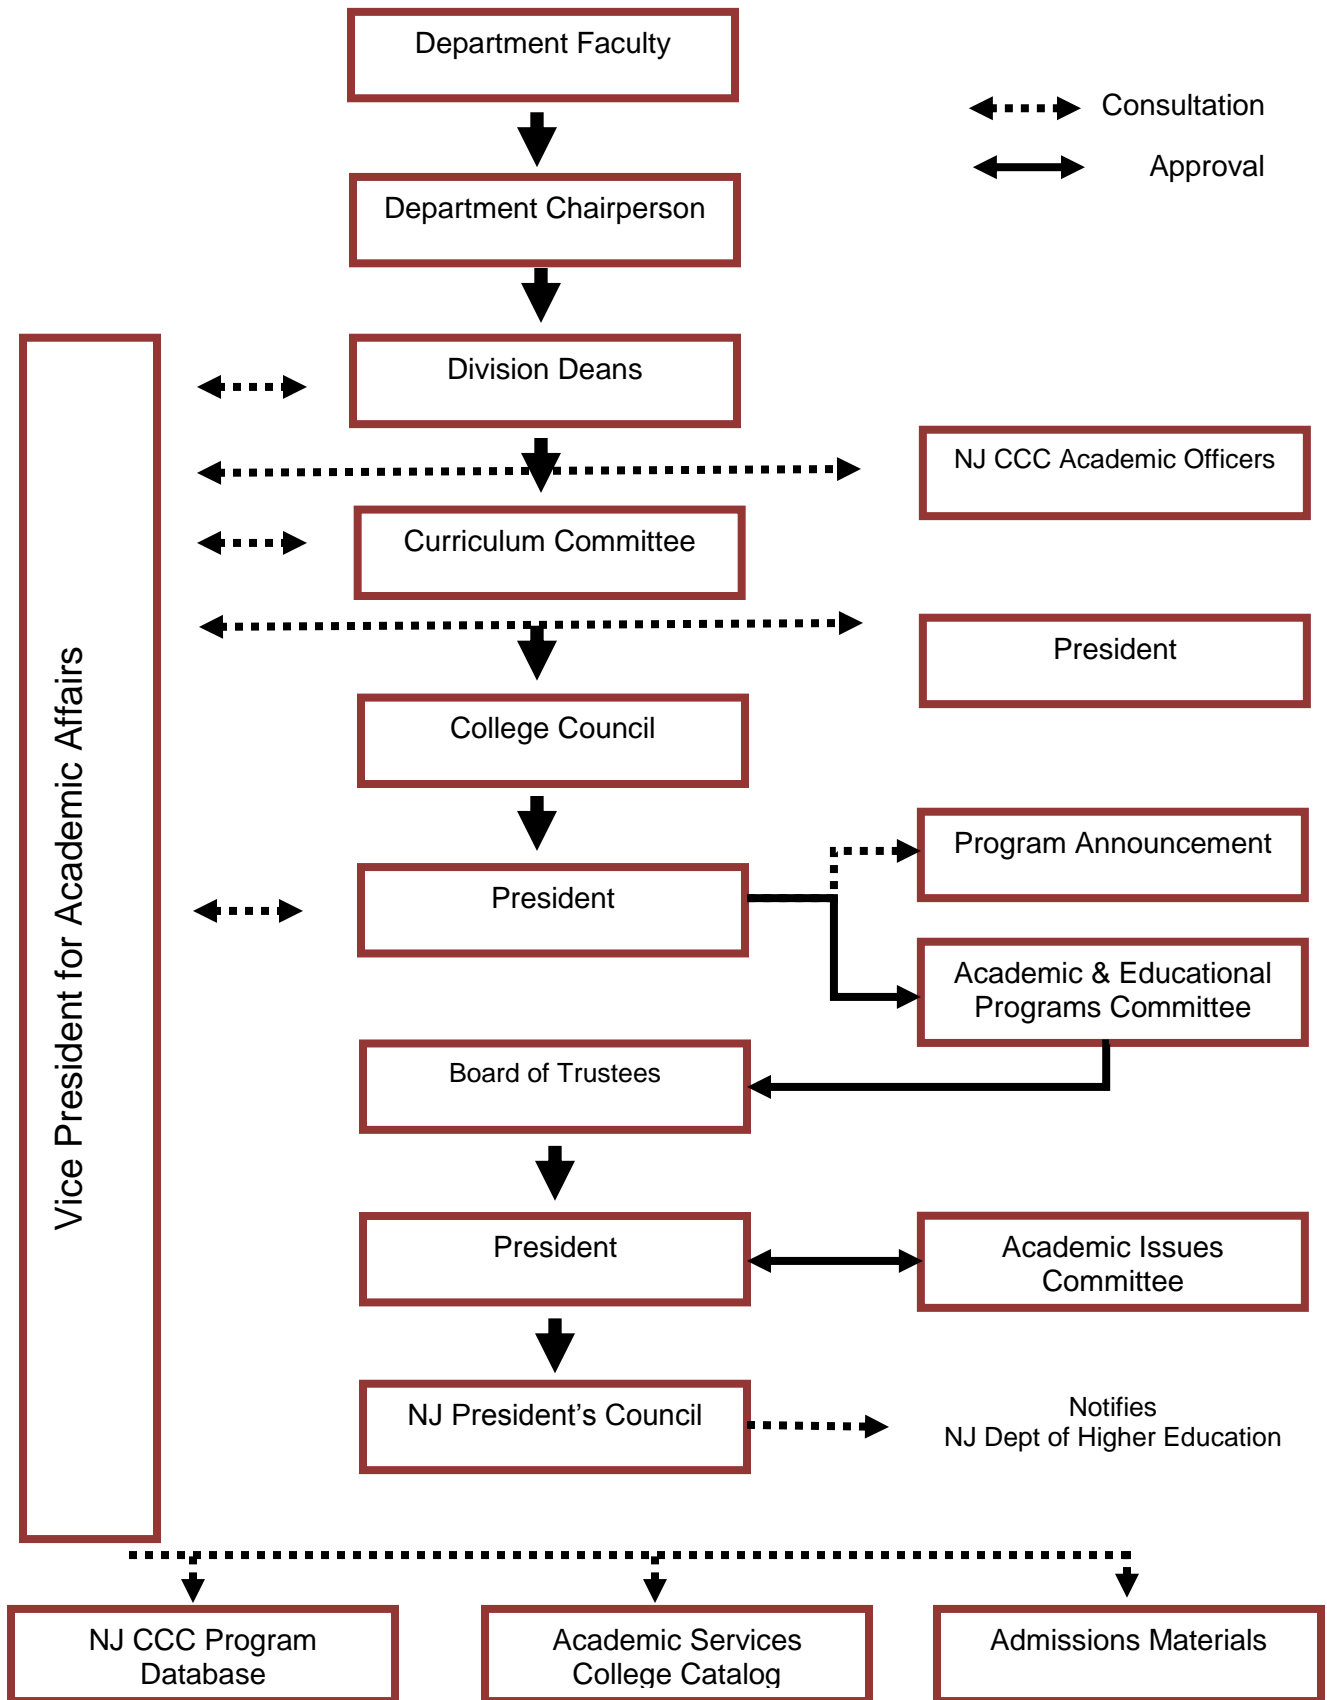 Department Faculty
Consultation
Approval
Department Chairperson
Division Deans
NJ CCC Academic Officers
Curriculum Committee
President
College Council
Vice President for Academic Affairs
Program Announcement
President
Academic & Educational
Programs Committee
Board of Trustees
President
Academic Issues
Committee
NJ President’s Council
Notifies
NJ Dept of Higher Education
NJ CCC Program
Database
Academic Services
College Catalog
Admissions Materials